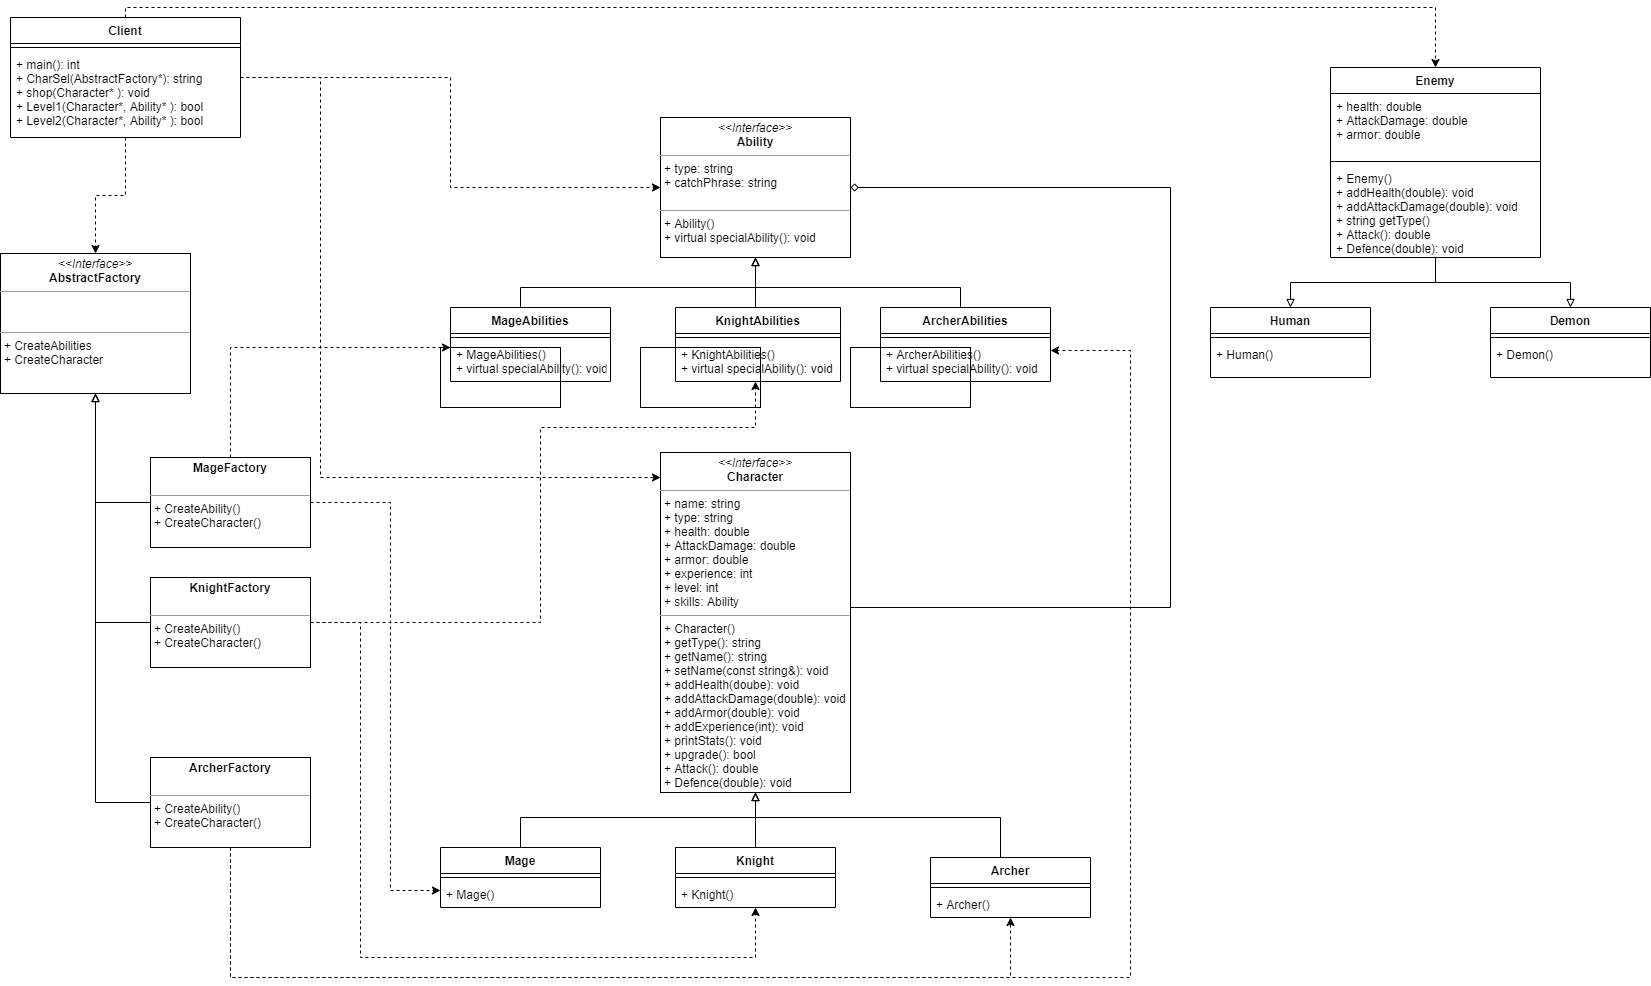 Client
+ main(): int
+ CharSel(AbstractFactory*): string
+ shop(Character* ): void
+ Level1(Character*, Ability* ): bool
+ Level2(Character*, Ability* ): bool
Enemy
+ health: double
+ AttackDamage: double
+ armor: double
+ Enemy()
+ addHealth(double): void
+ addAttackDamage(double): void
+ string getType()
+ Attack(): double
+ Defence(double): void
<<Interface>>
Ability
+ type: string
+ catchPhrase: string
+ Ability()
+ virtual specialAbility(): void
<<Interface>>
AbstractFactory
+ CreateAbilities
+ CreateCharacter
MageAbilities
+ MageAbilities()
+ virtual specialAbility(): void
KnightAbilities
+ KnightAbilities()
+ virtual specialAbility(): void
ArcherAbilities
+ ArcherAbilities()
+ virtual specialAbility(): void
Human
+ Human()
Demon
+ Demon()
MageFactory
+ CreateAbility()
+ CreateCharacter()
KnightFactory
+ CreateAbility()
+ CreateCharacter()
ArcherFactory
+ CreateAbility()
+ CreateCharacter()
<<Interface>>
Character
+ name: string
+ type: string
+ health: double
+ AttackDamage: double
+ armor: double
+ experience: int
+ level: int
+ skills: Ability
+ Character()
+ getType(): string
+ getName(): string
+ setName(const string&): void
+ addHealth(doube): void
+ addAttackDamage(double): void
+ addArmor(double): void
+ addExperience(int): void
+ printStats(): void
+ upgrade(): bool
+ Attack(): double
+ Defence(double): void
Mage
+ Mage()
Knight
+ Knight()
Archer
+ Archer()